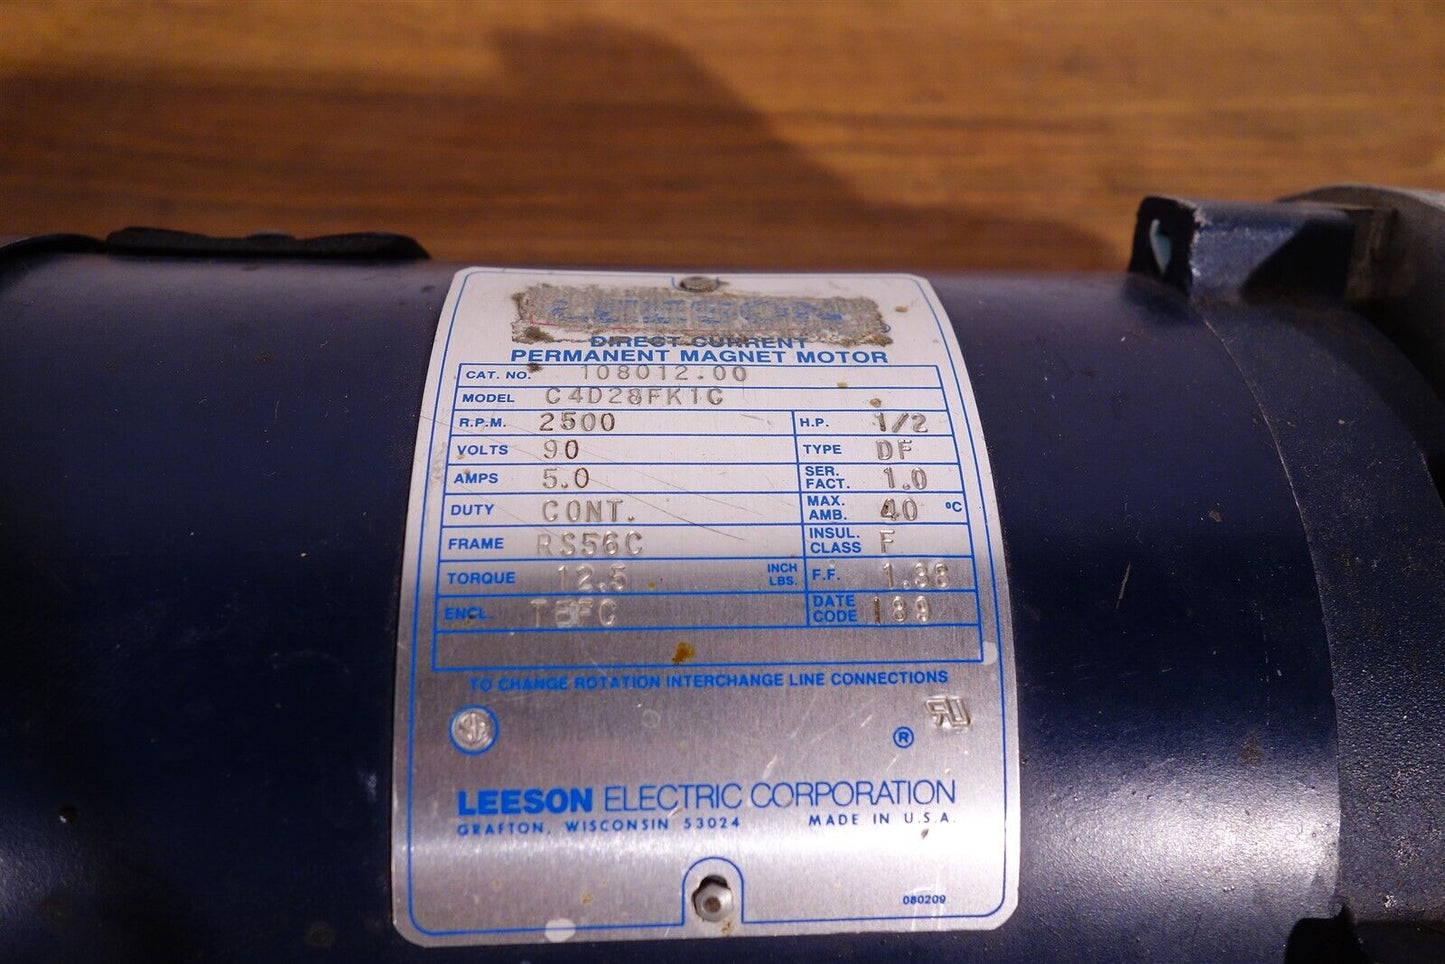 LEESON
DIRECT CURRENT
PERMANENT MAGNET MOTOR
CAT. NO. 108012.00
MODEL C4D28FK1C
R.P.M. 2500 H.P. 1/2
VOLTS 90 TYPE DF
AMPS 5.0 SER. FACT. 1.0
DUTY CONT. MAX. AMB. 40 °C
FRAME RS56C INSUL. CLASS F
TORQUE 12.5 INCH LBS. F.F.
ENCL. TEFC DATE CODE 189
TO CHANGE ROTATION INTERCHANGE LINE CONNECTIONS
®
LEESON ELECTRIC CORPORATION
GRAFTON, WISCONSIN 53024 MADE IN U.S.A.
080209